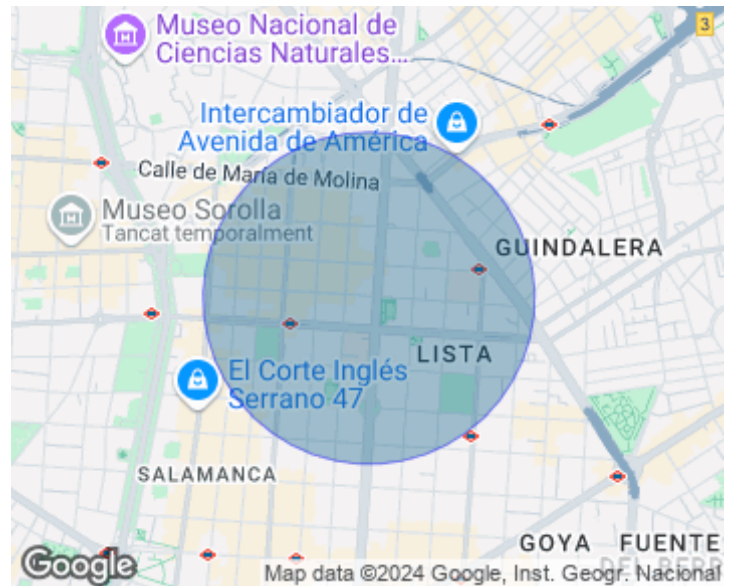 3
Museo Nacional de
Ciencias Naturales...
Intercambiador de
Avenida de América
Calle de María de Molina
Museo Sorolla
Tancat temporalment
GUINDALERA
LISTA
El Corte Inglés
Serrano 47
SALAMANCA
GOYA
FUENTE
DEL BERR
Google
Map data ©2024 Google, Inst. Geogr. Nacional